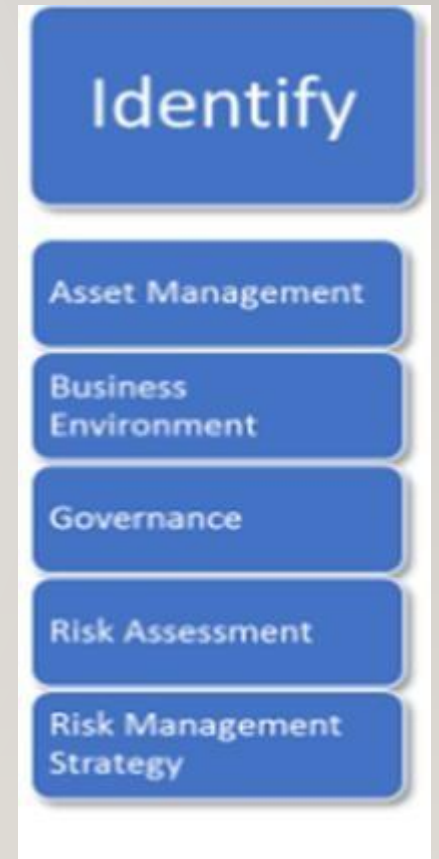 Identify
Asset Management
Business
Environment
Governance
Risk Assessment
Risk Management
Strategy